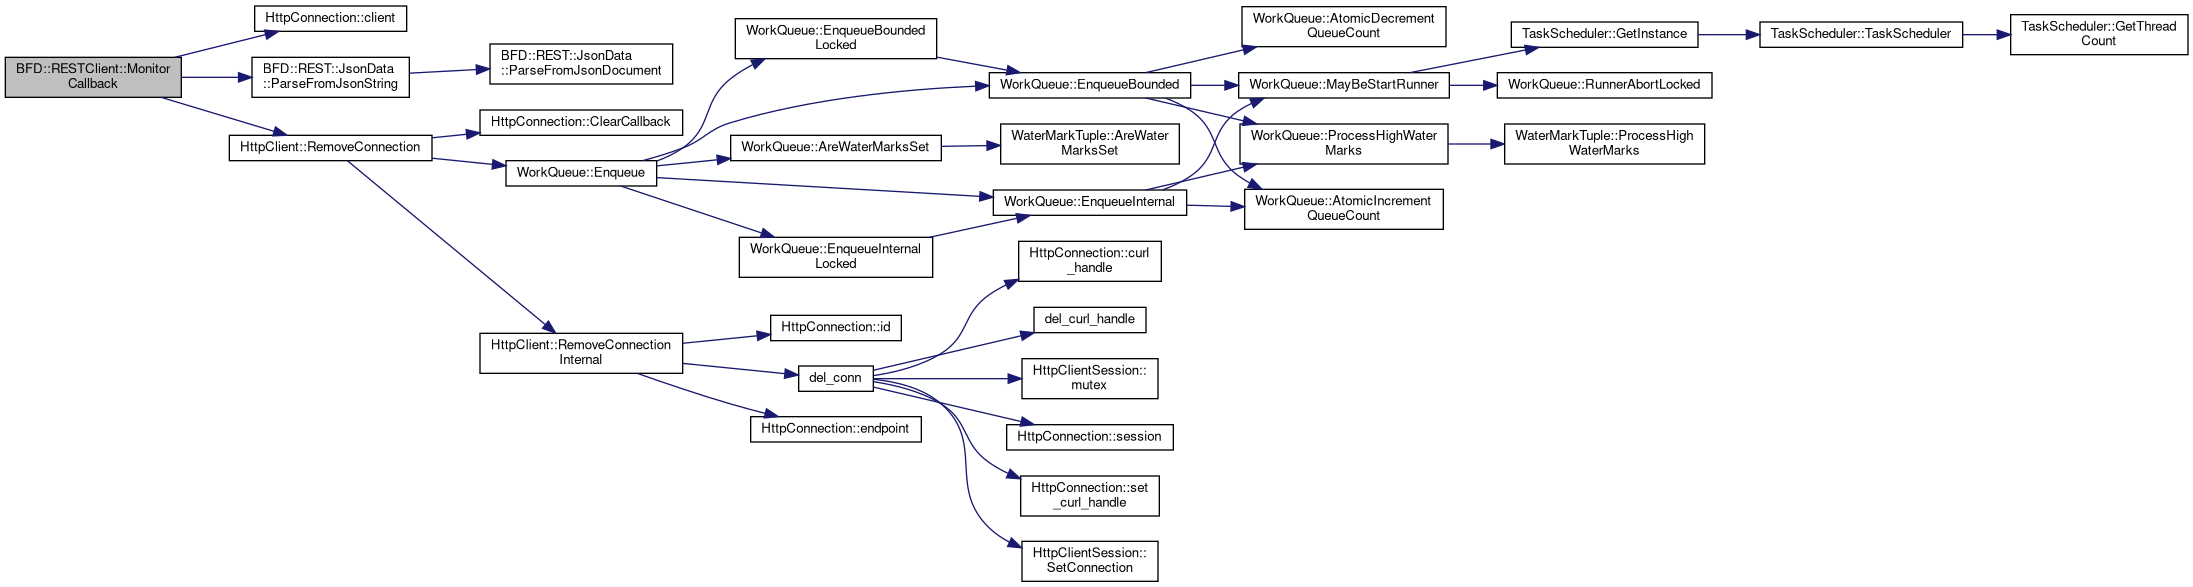 BFD::RESTClient::Monitor
Callback
HttpConnection::client
BFD::REST::JsonData
::ParseFromJsonString
BFD::REST::JsonData
::ParseFromJsonDocument
HttpClient::RemoveConnection
HttpConnection::ClearCallback
WorkQueue::Enqueue
WorkQueue::EnqueueBounded
Locked
WorkQueue::EnqueueBounded
WorkQueue::AtomicDecrement
QueueCount
WorkQueue::MayBeStartRunner
TaskScheduler::GetInstance
TaskScheduler::TaskScheduler
TaskScheduler::GetThread
Count
WorkQueue::RunnerAbortLocked
WorkQueue::ProcessHighWater
Marks
WaterMarkTuple::ProcessHigh
WaterMarks
WorkQueue::AtomicIncrement
QueueCount
WorkQueue::AreWaterMarksSet
WaterMarkTuple::AreWater
MarksSet
WorkQueue::EnqueueInternal
WorkQueue::EnqueueInternal
Locked
HttpClient::RemoveConnection
Internal
HttpConnection::id
del_conn
HttpConnection::endpoint
HttpConnection::curl
_handle
del_curl_handle
HttpClientSession::
mutex
HttpConnection::session
HttpConnection::set
_curl_handle
HttpClientSession::
SetConnection